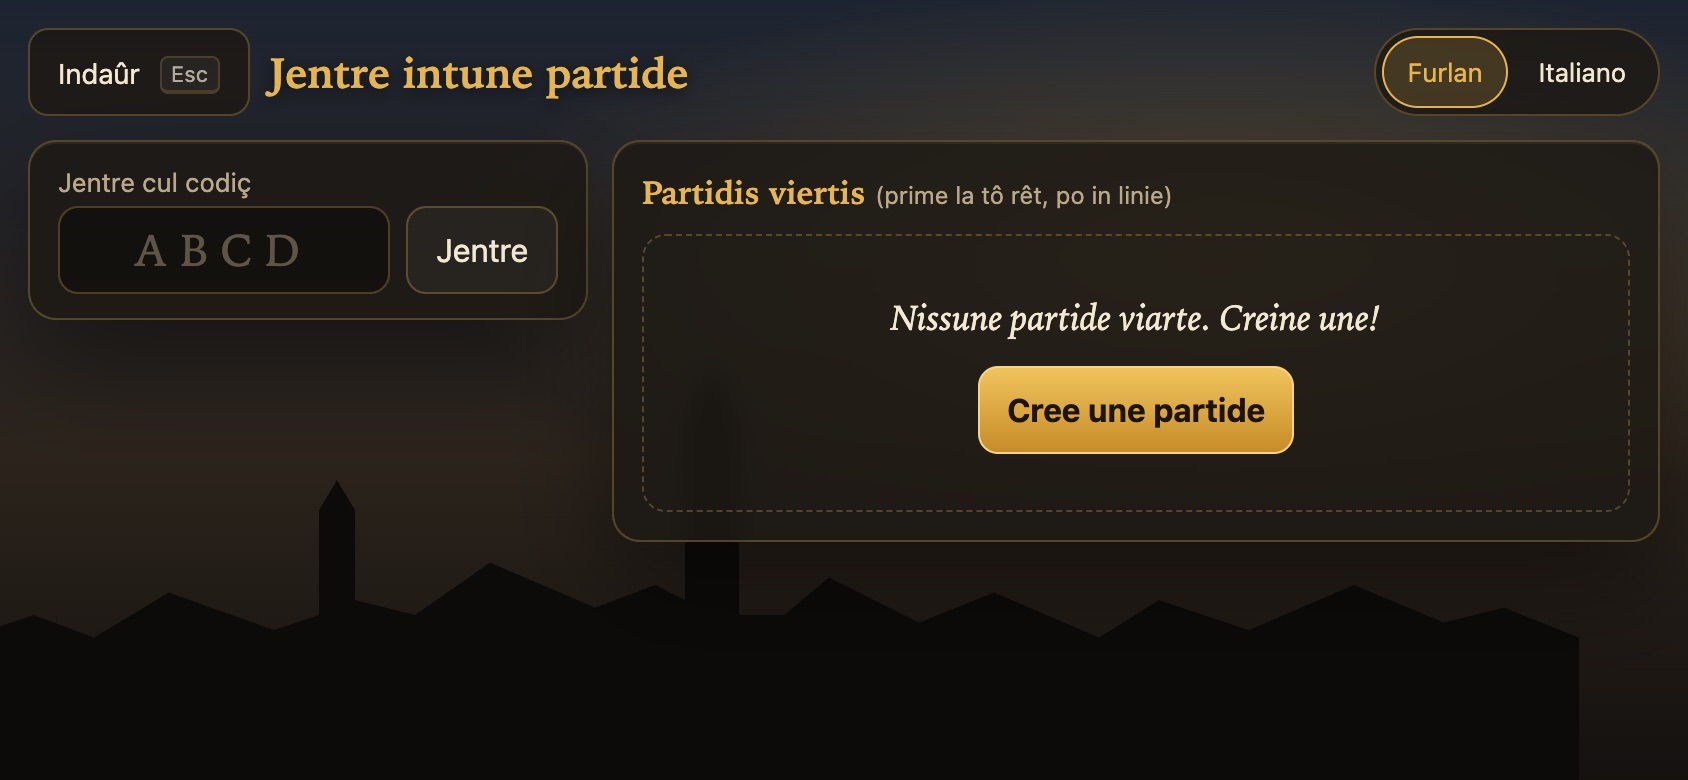 Indaûr Esc
Jentre intune partide
Furlan Italiano
Jentre cul codiç
ABCD
Jentre
Partidis viertis (prime la tô rêt, po in linie)
Nissune partide viarte. Creine une!
Cree une partide